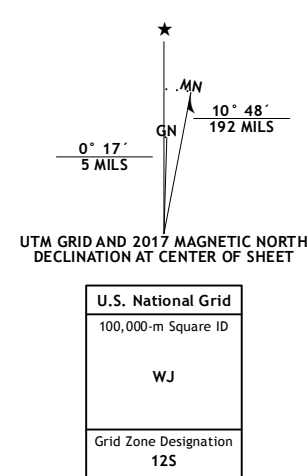 ★
MN
GN
10° 48´
192 MILS
0° 17´
5 MILS
UTM GRID AND 2017 MAGNETIC NORTH
DECLINATION AT CENTER OF SHEET
U.S. National Grid
100,000-m Square ID
WJ
Grid Zone Designation
12S